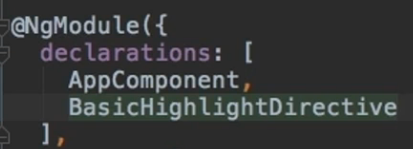 @NgModule({
declarations: [
AppComponent,
BasicHighlightDirective
],